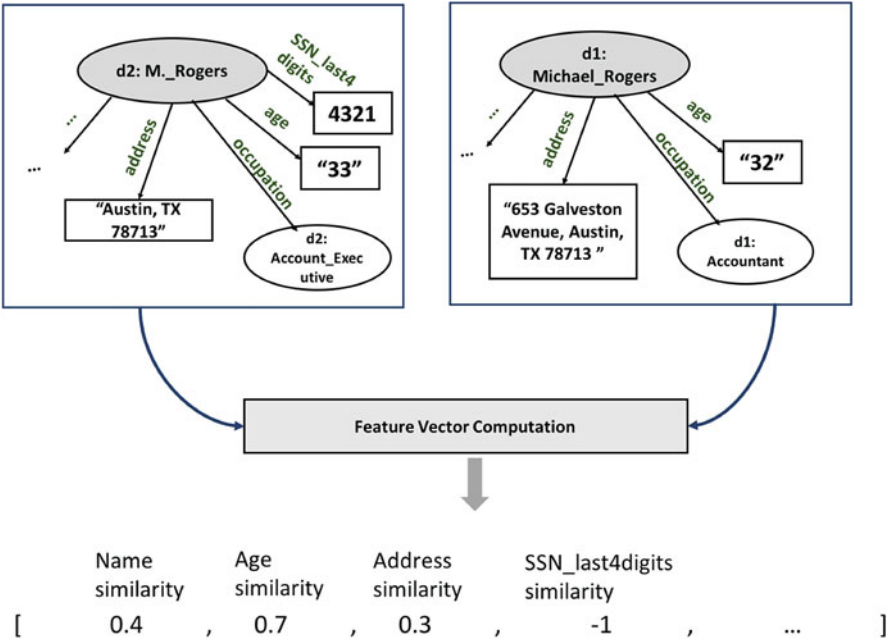 d2: M._Rogers
SSN_last4
digits
4321
age
"33"
...
...
address
occupation
"Austin, TX
78713"
d2:
Account_Exec
utive
d1:
Michael_Rogers
...
...
address
occupation
age
"32"
"653 Galveston
Avenue, Austin,
TX 78713 "
d1:
Accountant
Feature Vector Computation
Name
similarity
Age
similarity
Address
similarity
SSN_last4digits
similarity
[ 0.4 , 0.7 , 0.3 , -1 , ... ]